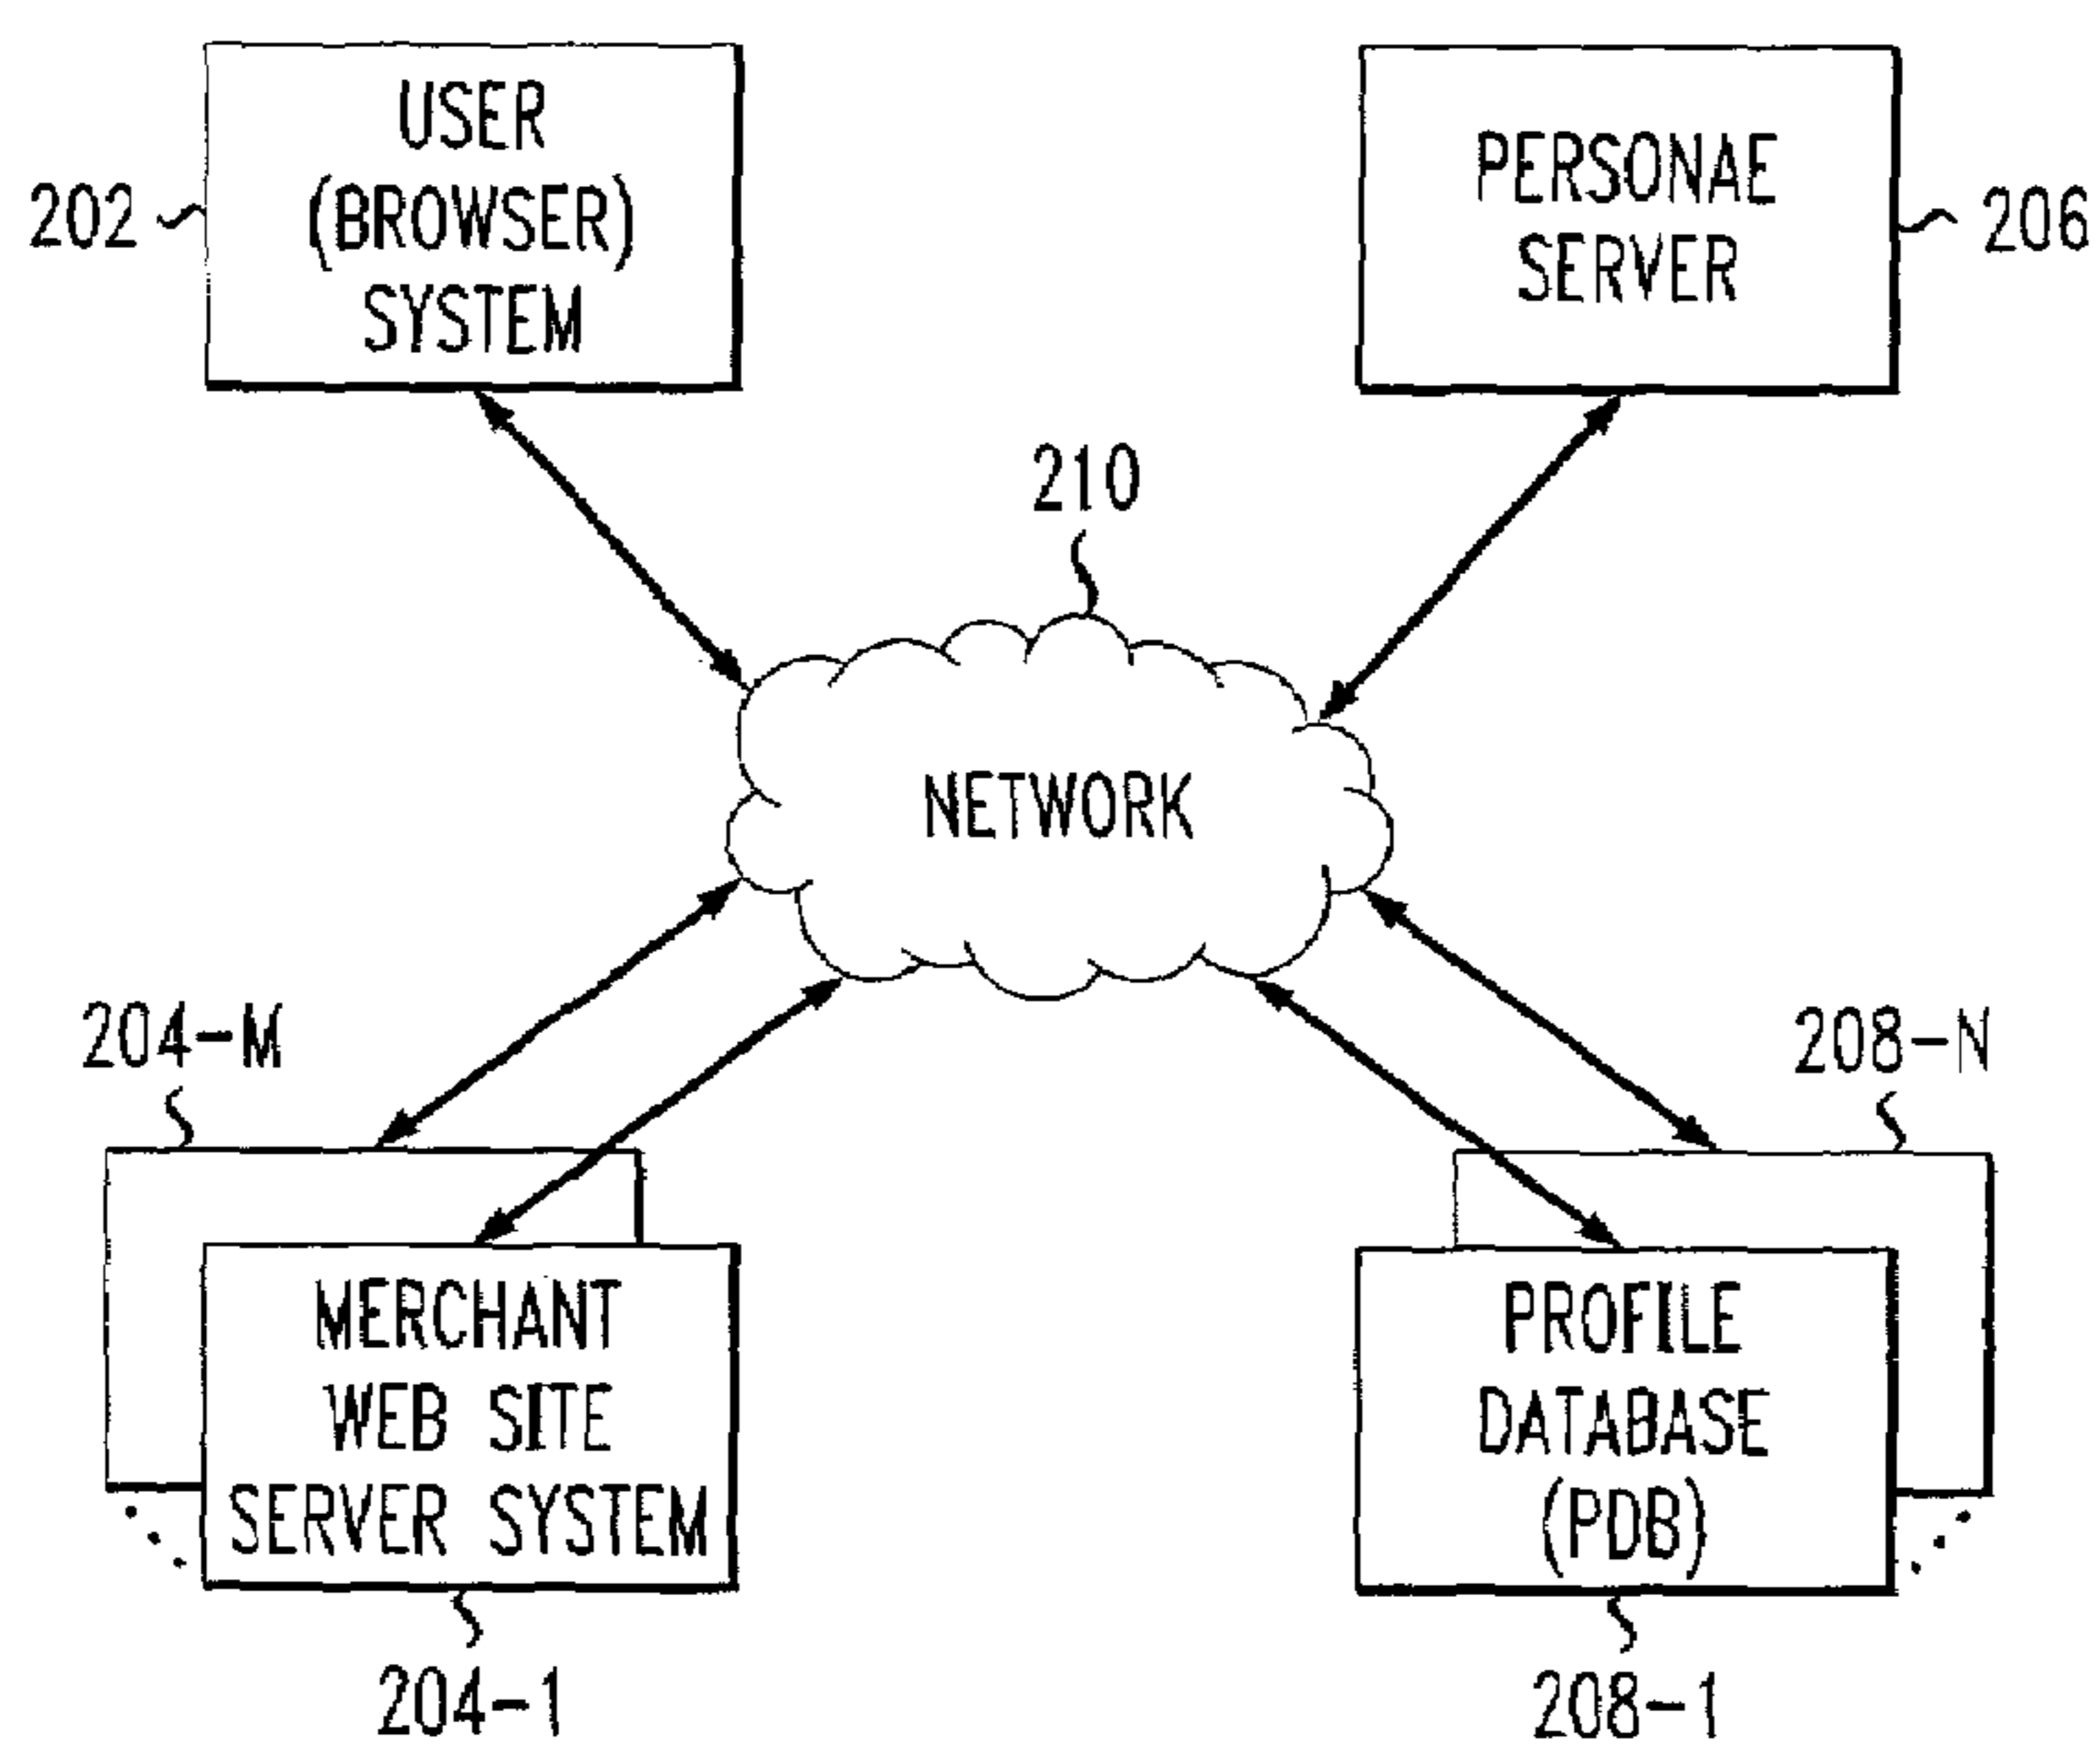 USER
(BROWSER)
SYSTEM
202
PERSONAE
SERVER
206
210
NETWORK
204-M
208-N
MERCHANT
WEB SITE
SERVER SYSTEM
204-1
PROFILE
DATABASE
(PDB)
208-1